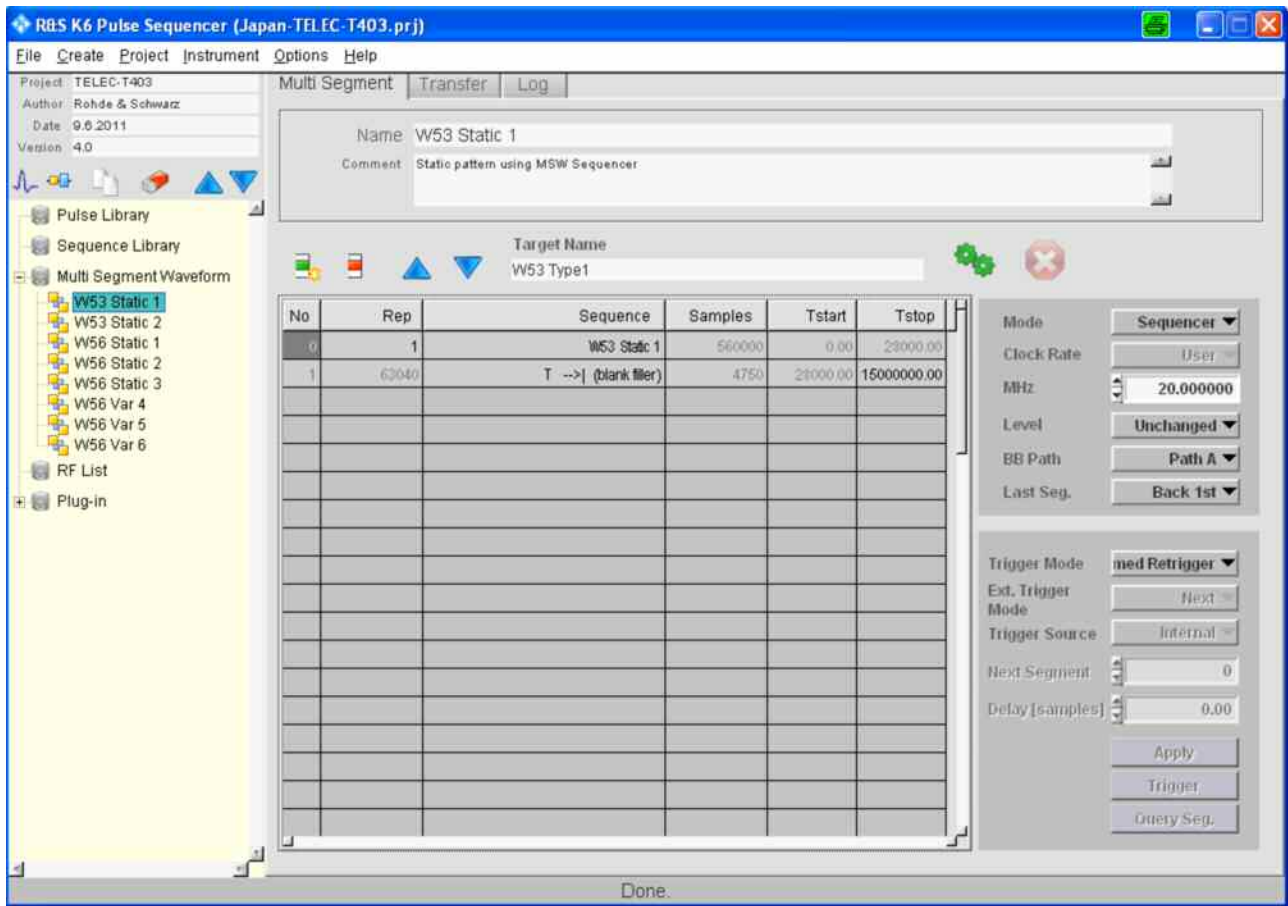 R&S K6 Pulse Sequencer (Japan-TELEC-T403.prj)
File Create Project Instrument Options Help
Project TELEC-T403
Author Rohde & Schwarz
Date 9.6.2011
Version 4.0
Pulse Library
Sequence Library
Multi Segment Waveform
W53 Static 1
W53 Static 2
W56 Static 1
W56 Static 2
W56 Static 3
W56 Var 4
W56 Var 5
W56 Var 6
RF List
Plug-in
Multi Segment Transfer Log
Name W53 Static 1
Comment Static pattern using MSW Sequencer
Target Name
W53 Type1
No Rep Sequence Samples Tstart Tstop
0 1 W53 Static 1 560000 0.00 28000.00
1 63040 T -->| (blank filler) 4750 28000.00 15000000.00
Mode Sequencer
Clock Rate User
MHz 20.000000
Level Unchanged
BB Path Path A
Last Seg. Back 1st
Trigger Mode med Retrigger
Ext. Trigger Mode Next
Trigger Source Internal
Next Segment 0
Delay [samples] 0.00
Apply
Trigger
Query Seg.
Done.